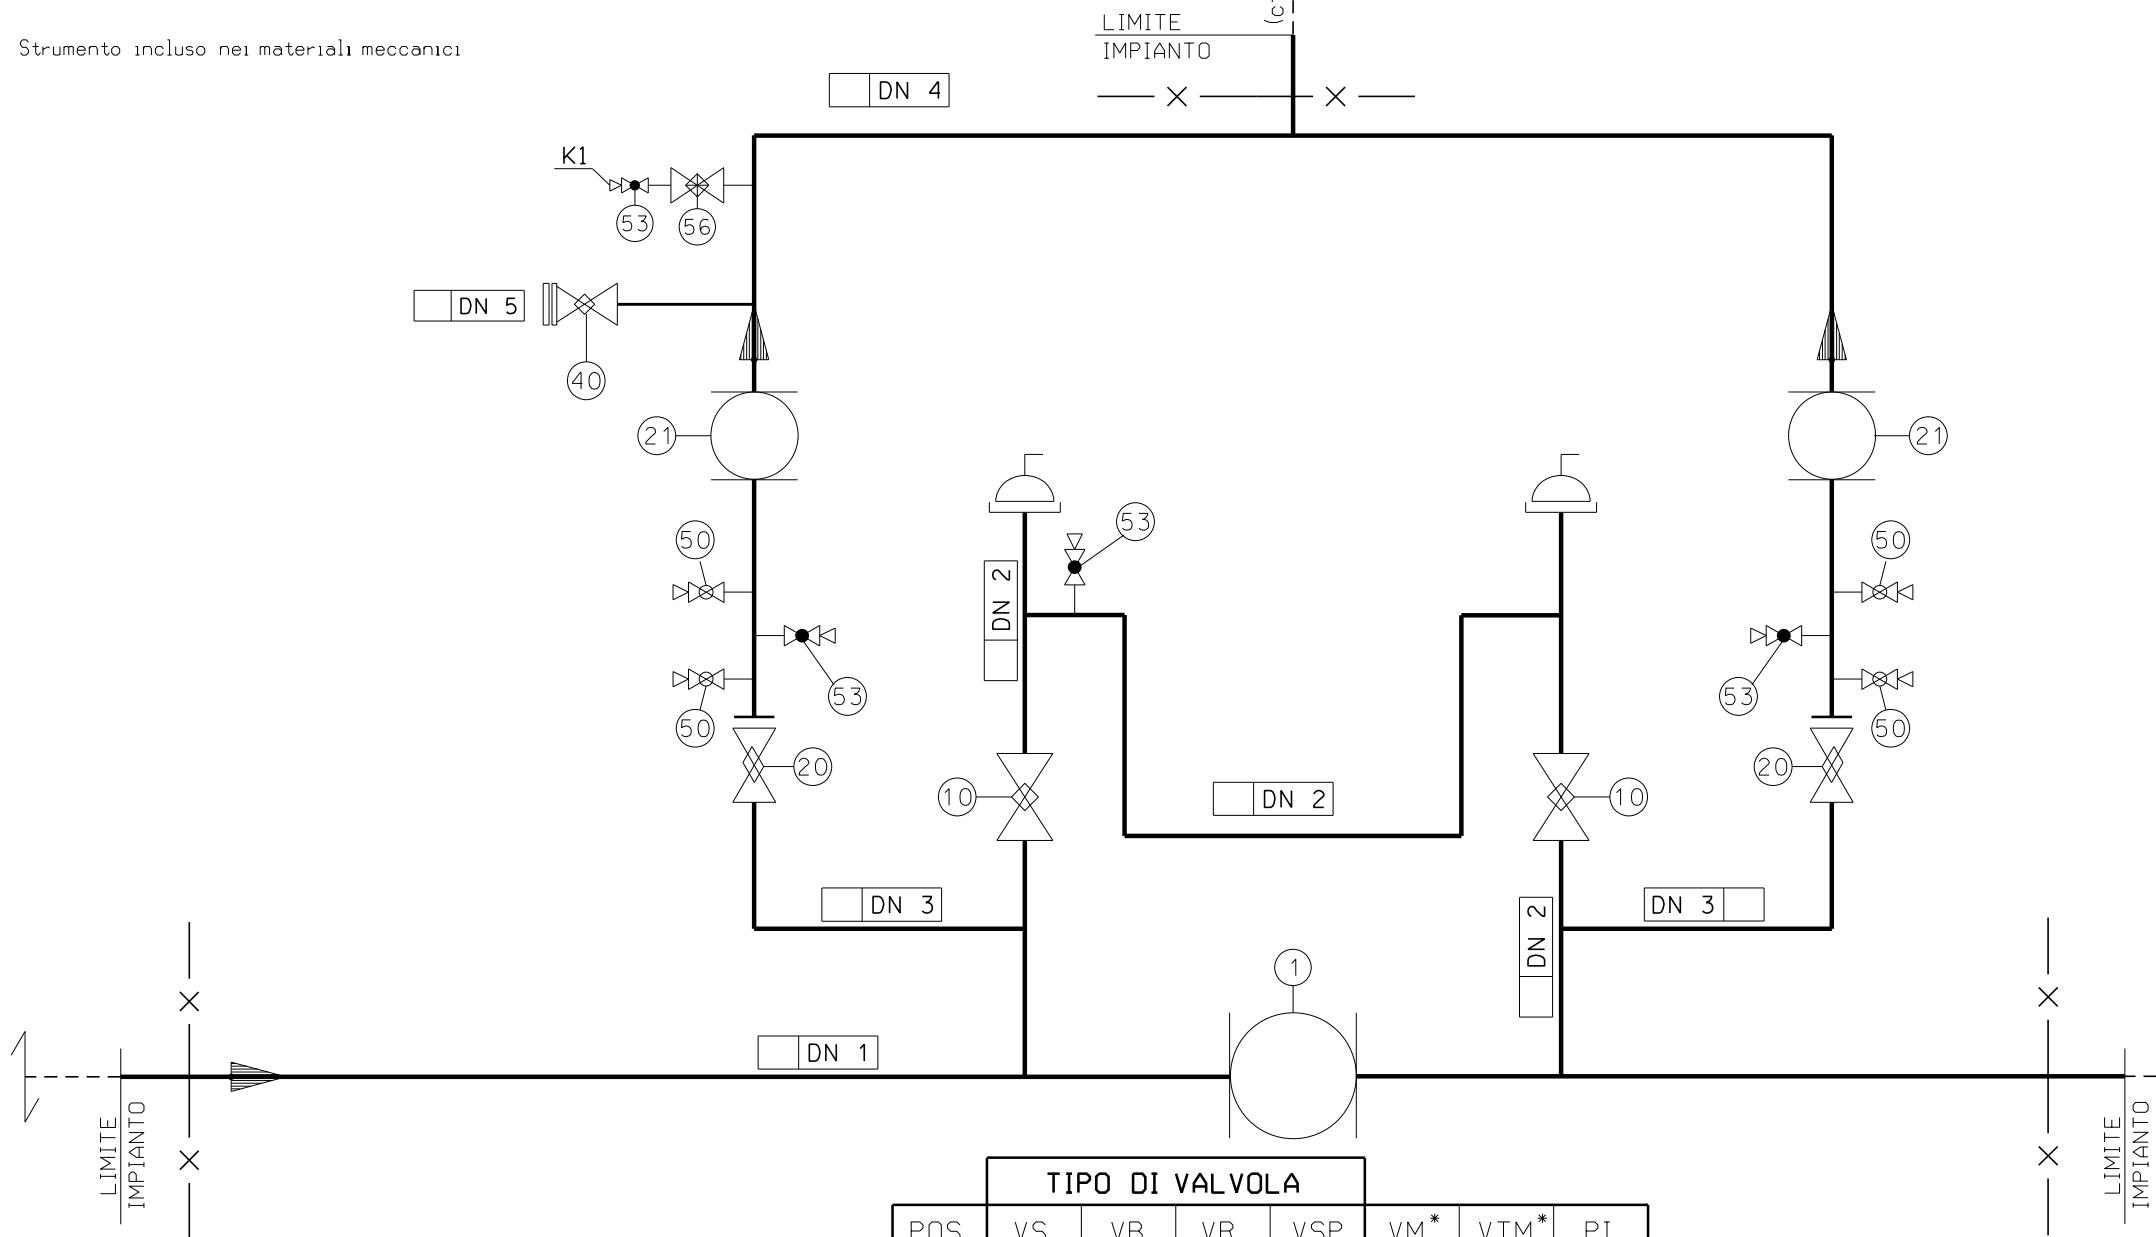 (c)
LIMITE
IMPIANTO
Strumento incluso nei materiali meccanici
DN 4
K1
53
56
DN 5
40
21
21
50
53
50
DN 2
53
53
50
50
20
20
10
DN 2
10
DN 3
DN 3
DN 2
1
DN 1
LIMITE
IMPIANTO
LIMITE
IMPIANTO
TIPO DI VALVOLA
POS VS VB VR VSP VM* VTM* PI